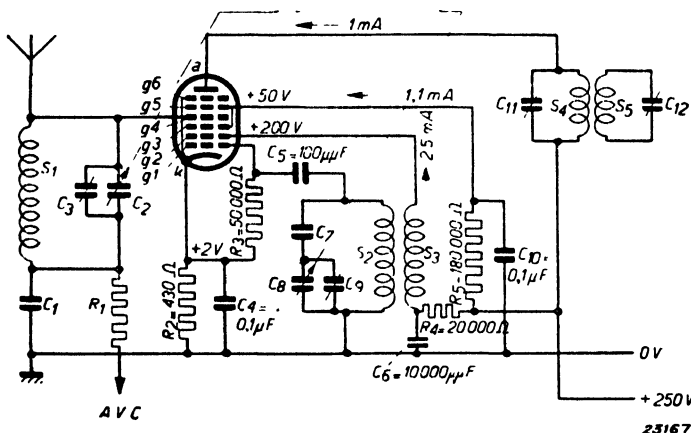 1mA
a
g6
g5
g4
g3
g2
g1
k
+50V
1,1mA
+200V
C11
S4
S5
C12
S1
C3
C2
C5=100μμF
25 mA
R3=50000Ω
C7
S2
S3
R5-180000Ω
C10=
0,1μF
+2V
C1
R1
R2=430Ω
C4=
0,1μF
C8
C9
R4=20000Ω
C6=10000μμF
0V
AVC
+250V
23167